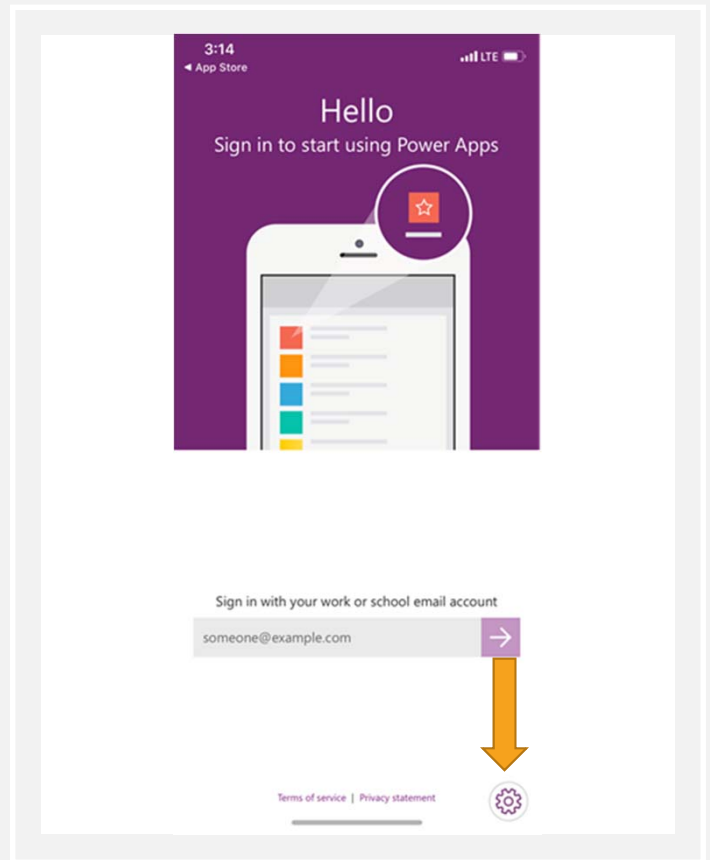 3:14
LTE
◄ App Store
Hello
Sign in to start using Power Apps
Sign in with your work or school email account
someone@example.com
Terms of service | Privacy statement